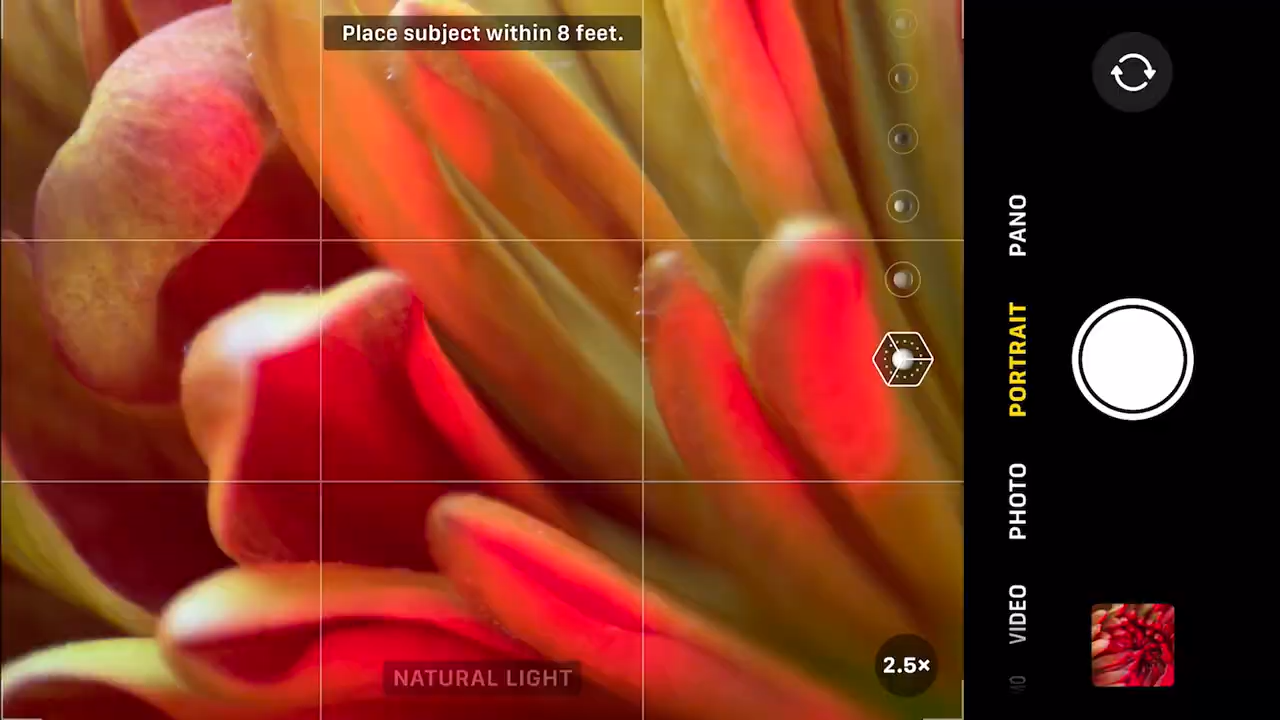 Place subject within 8 feet.
PANO
PORTRAIT
PHOTO
VIDEO
NATURAL LIGHT
2.5×